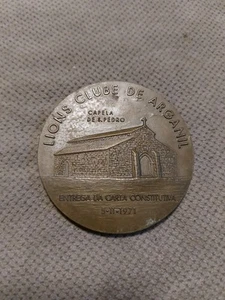 LIONS CLUBE DE ARGANIL
CAPELA
DE S. PEDRO
ENTREGA DA CARTA CONSTITUTIVA